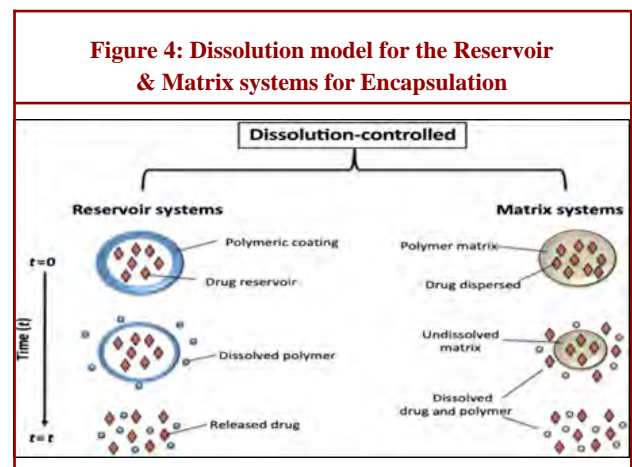 Figure 4: Dissolution model for the Reservoir
& Matrix systems for Encapsulation
Dissolution-controlled
Reservoir systems
Matrix systems
t=0
Time (t)
t= t
Polymeric coating
Drug reservoir
Dissolved polymer
Released drug
Polymer matrix
Drug dispersed
Undissolved
matrix
Dissolved
drug and polymer